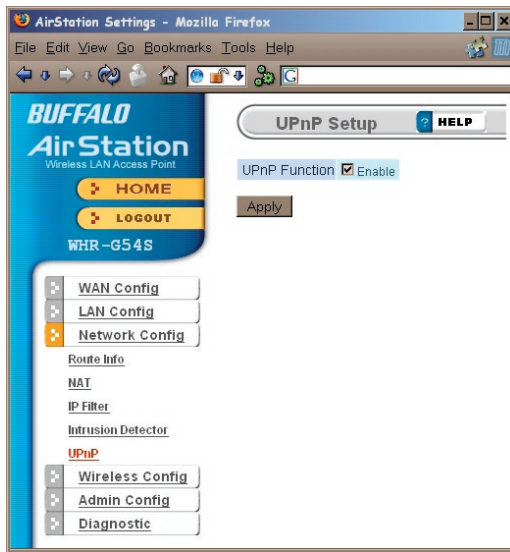 AirStation Settings - Mozilla Firefox
File Edit View Go Bookmarks Tools Help
G
BUFFALO
AirStation
Wireless LAN Access Point
HOME
LOGOUT
WHR-G54S
UPnP Setup
? HELP
UPnP Function Enable
Apply
WAN Config
LAN Config
Network Config
Route Info
NAT
IP Filter
Intrusion Detector
UPnP
Wireless Config
Admin Config
Diagnostic